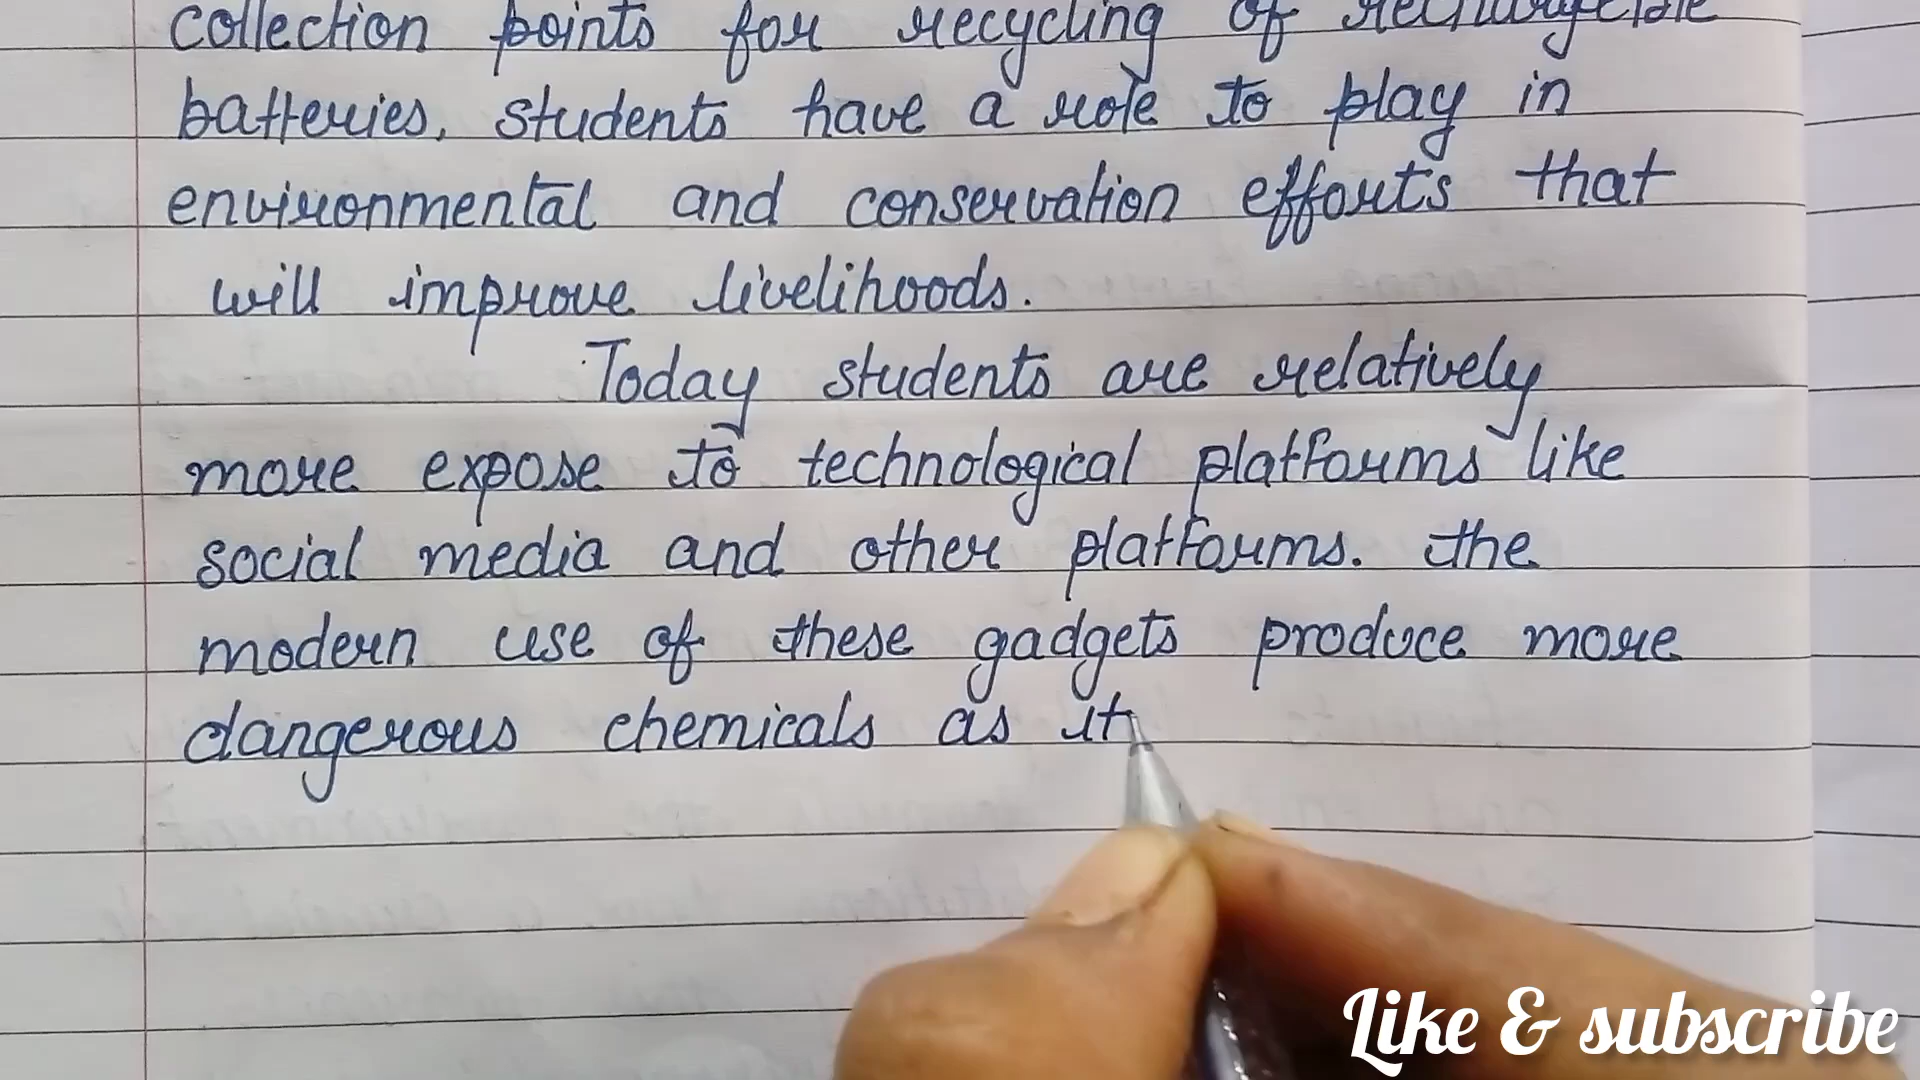 collection points for recycling of rechargeable
batteries, students have a role to play in
environmental and conservation efforts that
will improve livelihoods.
Today students are relatively
more expose to technological platforms like
social media and other platforms. the
modern use of these gadgets produce more
dangerous chemicals as it
Like & subscribe